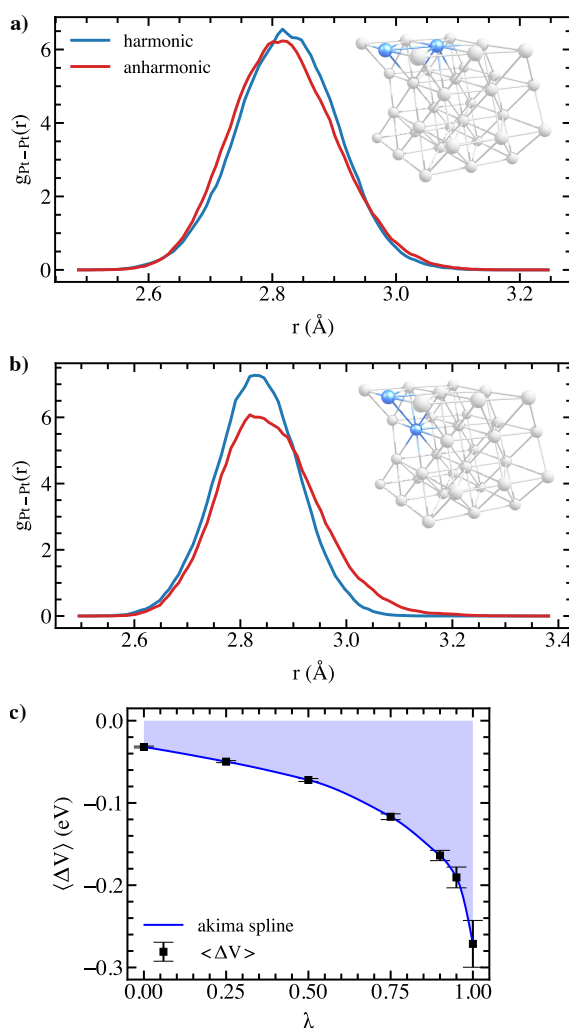 a)
harmonic
anharmonic
6
4
2
0
g_Pt−Pt(r)
2.6 2.8 3.0 3.2
r (Å)
b)
6
4
2
0
g_Pt−Pt(r)
2.6 2.8 3.0 3.2 3.4
r (Å)
c)
0.0
−0.1
−0.2
−0.3
⟨ΔV⟩ (eV)
akima spline
<ΔV>
0.00 0.25 0.50 0.75 1.00
λ